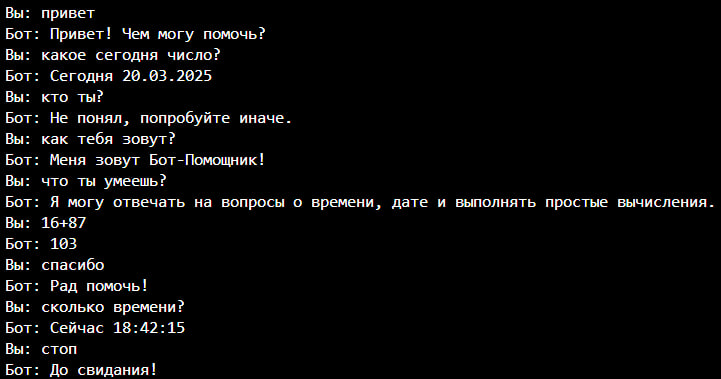 Вы: привет
Бот: Привет! Чем могу помочь?
Вы: какое сегодня число?
Бот: Сегодня 20.03.2025
Вы: кто ты?
Бот: Не понял, попробуйте иначе.
Вы: как тебя зовут?
Бот: Меня зовут Бот-Помощник!
Вы: что ты умеешь?
Бот: Я могу отвечать на вопросы о времени, дате и выполнять простые вычисления.
Вы: 16+87
Бот: 103
Вы: спасибо
Бот: Рад помочь!
Вы: сколько времени?
Бот: Сейчас 18:42:15
Вы: стоп
Бот: До свидания!